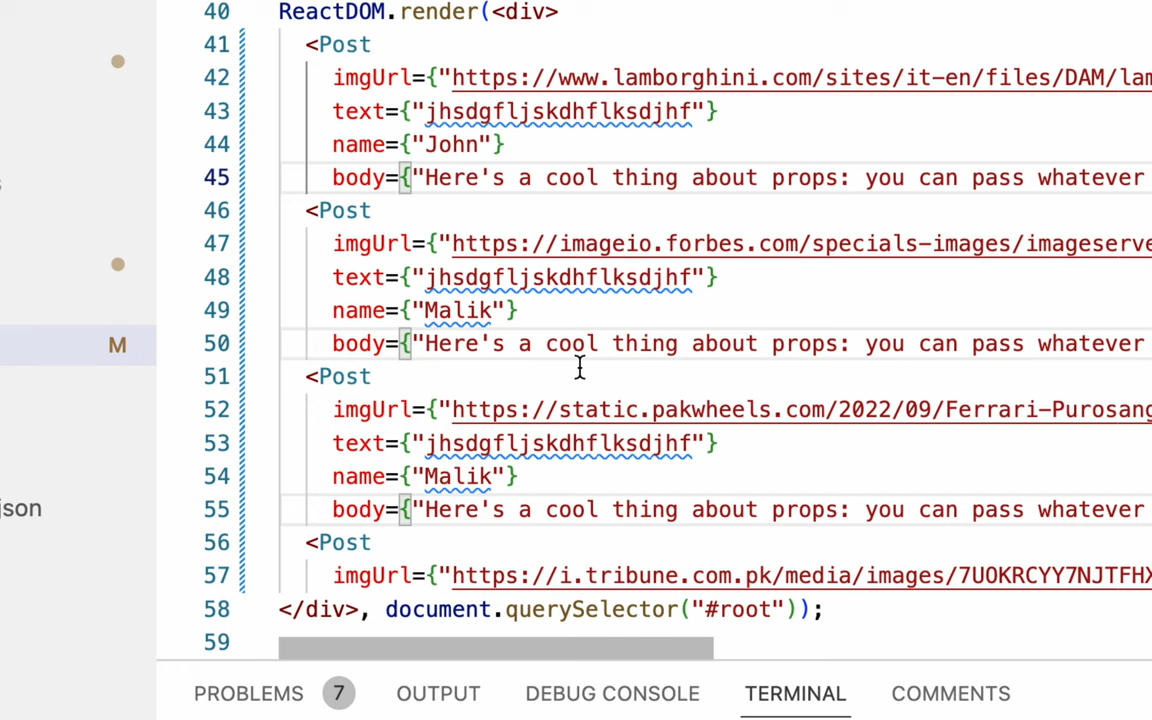 40 ReactDOM.render(<div>
41 <Post
42 imgUrl={"https://www.lamborghini.com/sites/it-en/files/DAM/lam
43 text={"jhsdgfljskdhflksdjhf"}
44 name={"John"}
45 body={"Here's a cool thing about props: you can pass whatever
46 <Post
47 imgUrl={"https://imageio.forbes.com/specials-images/imageserve
48 text={"jhsdgfljskdhflksdjhf"}
49 name={"Malik"}
50 body={"Here's a cool thing about props: you can pass whatever
51 <Post
52 imgUrl={"https://static.pakwheels.com/2022/09/Ferrari-Purosang
53 text={"jhsdgfljskdhflksdjhf"}
54 name={"Malik"}
55 body={"Here's a cool thing about props: you can pass whatever
56 <Post
57 imgUrl={"https://i.tribune.com.pk/media/images/7UOKRCYY7NJTFHX
58 </div>, document.querySelector("#root"));
59
M
json
PROBLEMS 7 OUTPUT DEBUG CONSOLE TERMINAL COMMENTS